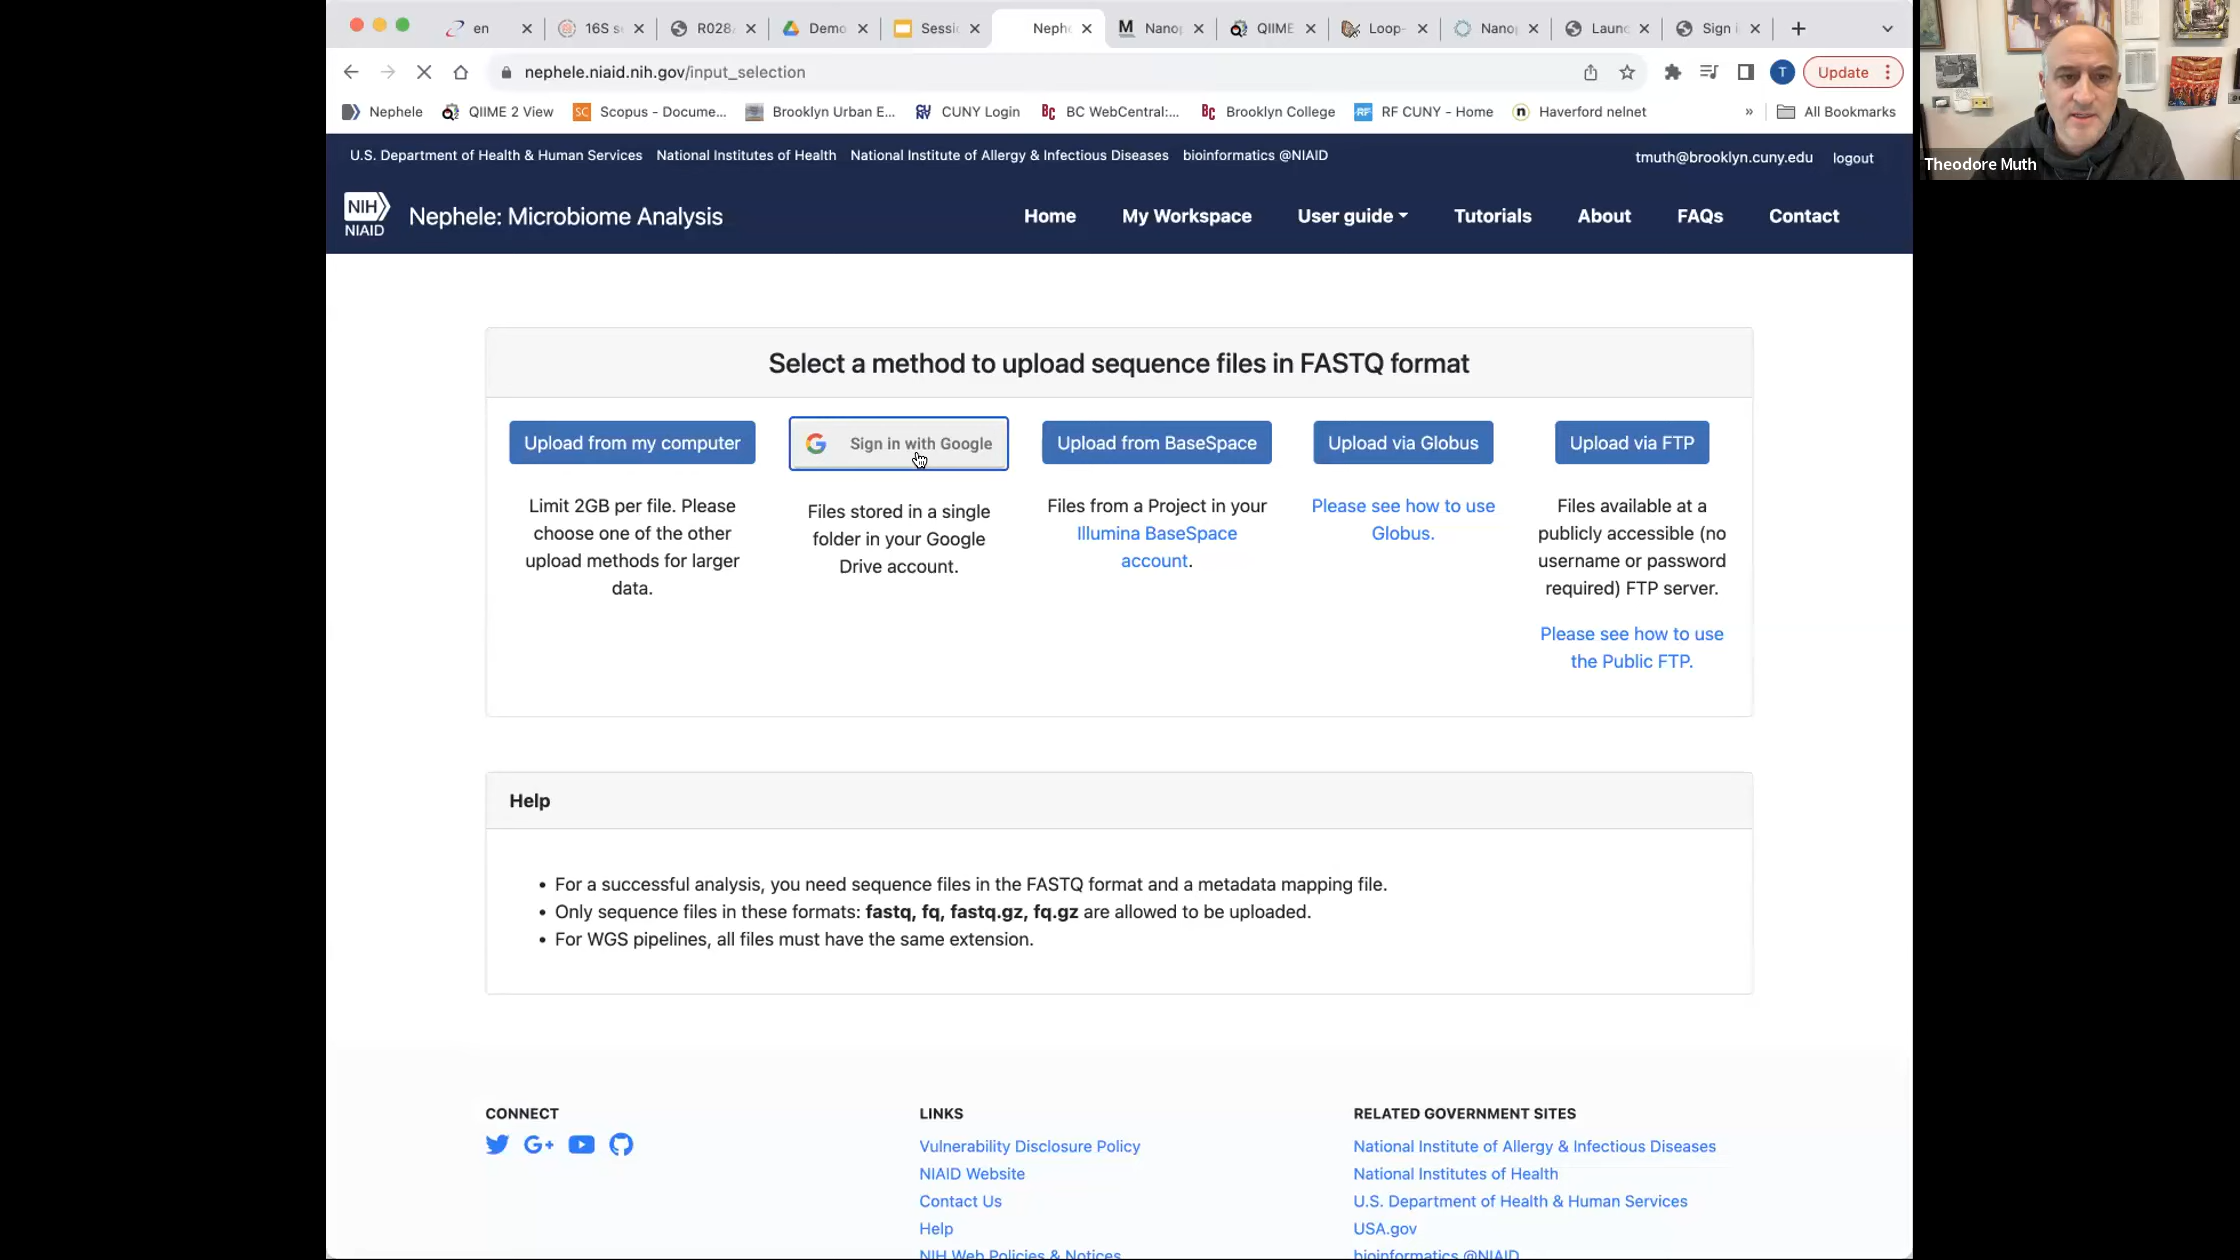 en
16S s
R028
Demo
Sessi
Neph
Nano
QIIME
Loop-
Nano
Laun
Sign i
nephele.niaid.nih.gov/input_selection
T
Update
Nephele
QIIME 2 View
SC
Scopus - Docume...
Brooklyn Urban E...
CUNY Login
BC
BC WebCentral:...
BC
Brooklyn College
RF
RF CUNY - Home
n
Haverford nelnet
»
All Bookmarks
U.S. Department of Health & Human Services
National Institutes of Health
National Institute of Allergy & Infectious Diseases
bioinformatics @NIAID
tmuth@brooklyn.cuny.edu
logout
NIH
NIAID
Nephele: Microbiome Analysis
Home
My Workspace
User guide
Tutorials
About
FAQs
Contact
Theodore Muth
Select a method to upload sequence files in FASTQ format
Upload from my computer
Limit 2GB per file. Please
choose one of the other
upload methods for larger
data.
Sign in with Google
Files stored in a single
folder in your Google
Drive account.
Upload from BaseSpace
Files from a Project in your
Illumina BaseSpace
account.
Upload via Globus
Please see how to use
Globus.
Upload via FTP
Files available at a
publicly accessible (no
username or password
required) FTP server.
Please see how to use
the Public FTP.
Help
• For a successful analysis, you need sequence files in the FASTQ format and a metadata mapping file.
• Only sequence files in these formats: fastq, fq, fastq.gz, fq.gz are allowed to be uploaded.
• For WGS pipelines, all files must have the same extension.
CONNECT
G+
LINKS
Vulnerability Disclosure Policy
NIAID Website
Contact Us
Help
NIH Web Policies & Notices
RELATED GOVERNMENT SITES
National Institute of Allergy & Infectious Diseases
National Institutes of Health
U.S. Department of Health & Human Services
USA.gov
bioinformatics @NIAID